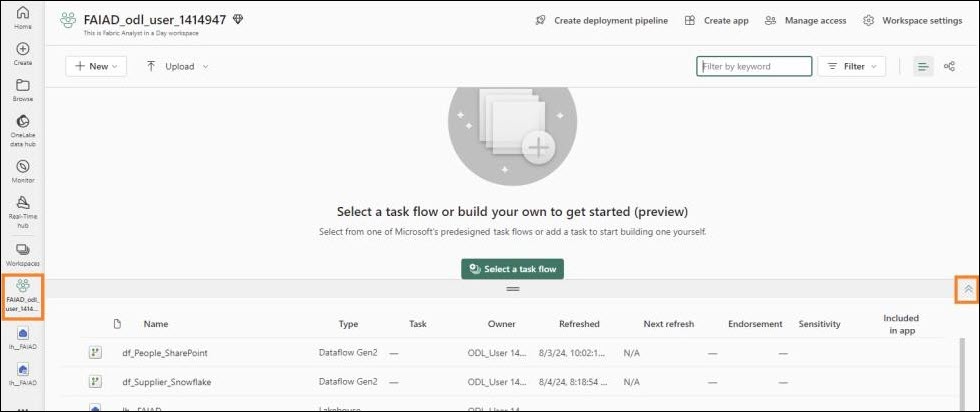 Home
Create
Browse
OneLake
data hub
Monitor
Real-Time
hub
Workspaces
FAIAD_odl_
user_1414...
lh_FAIAD
lh_FAIAD
FAIAD_odl_user_1414947
This is Fabric Analyst in a Day workspace
Create deployment pipeline
Create app
Manage access
Workspace settings
New
Upload
Filter by keyword
Filter
Select a task flow or build your own to get started (preview)
Select from one of Microsoft's predesigned task flows or add a task to start building one yourself.
Select a task flow
Name Type Task Owner Refreshed Next refresh Endorsement Sensitivity Included
in app
df_People_SharePoint Dataflow Gen2 — ODL_User 14... 8/3/24, 10:02:1... N/A — —
df_Supplier_Snowflake Dataflow Gen2 — ODL_User 14... 8/4/24, 8:18:54 ... N/A — —
lh_FAIAD Lakehouse — ODL_User 14...